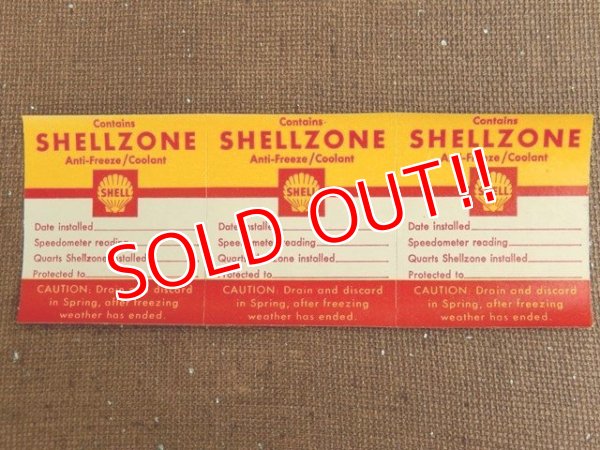 Contains
SHELLZONE
Anti-Freeze/Coolant
SHELL
Date installed
Speedometer reading
Quarts Shellzone installed
Protected to
CAUTION: Drain and discard
in Spring, after freezing
weather has ended.
Contains
SHELLZONE
Anti-Freeze/Coolant
SHELL
Date installed
Speedometer reading
Quarts Shellzone installed
Protected to
CAUTION: Drain and discard
in Spring, after freezing
weather has ended.
Contains
SHELLZONE
Anti-Freeze/Coolant
SHELL
Date installed
Speedometer reading
Quarts Shellzone installed
Protected to
CAUTION: Drain and discard
in Spring, after freezing
weather has ended.
SOLD OUT!!